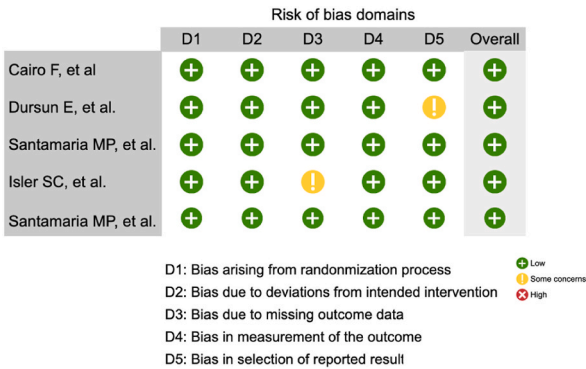 Risk of bias domains
D1 D2 D3 D4 D5 Overall
Cairo F, et al
Dursun E, et al.
Santamaria MP, et al.
Isler SC, et al.
Santamaria MP, et al.
D1: Bias arising from randonmization process
D2: Bias due to deviations from intended intervention
D3: Bias due to missing outcome data
D4: Bias in measurement of the outcome
D5: Bias in selection of reported result
Low
Some concerns
High